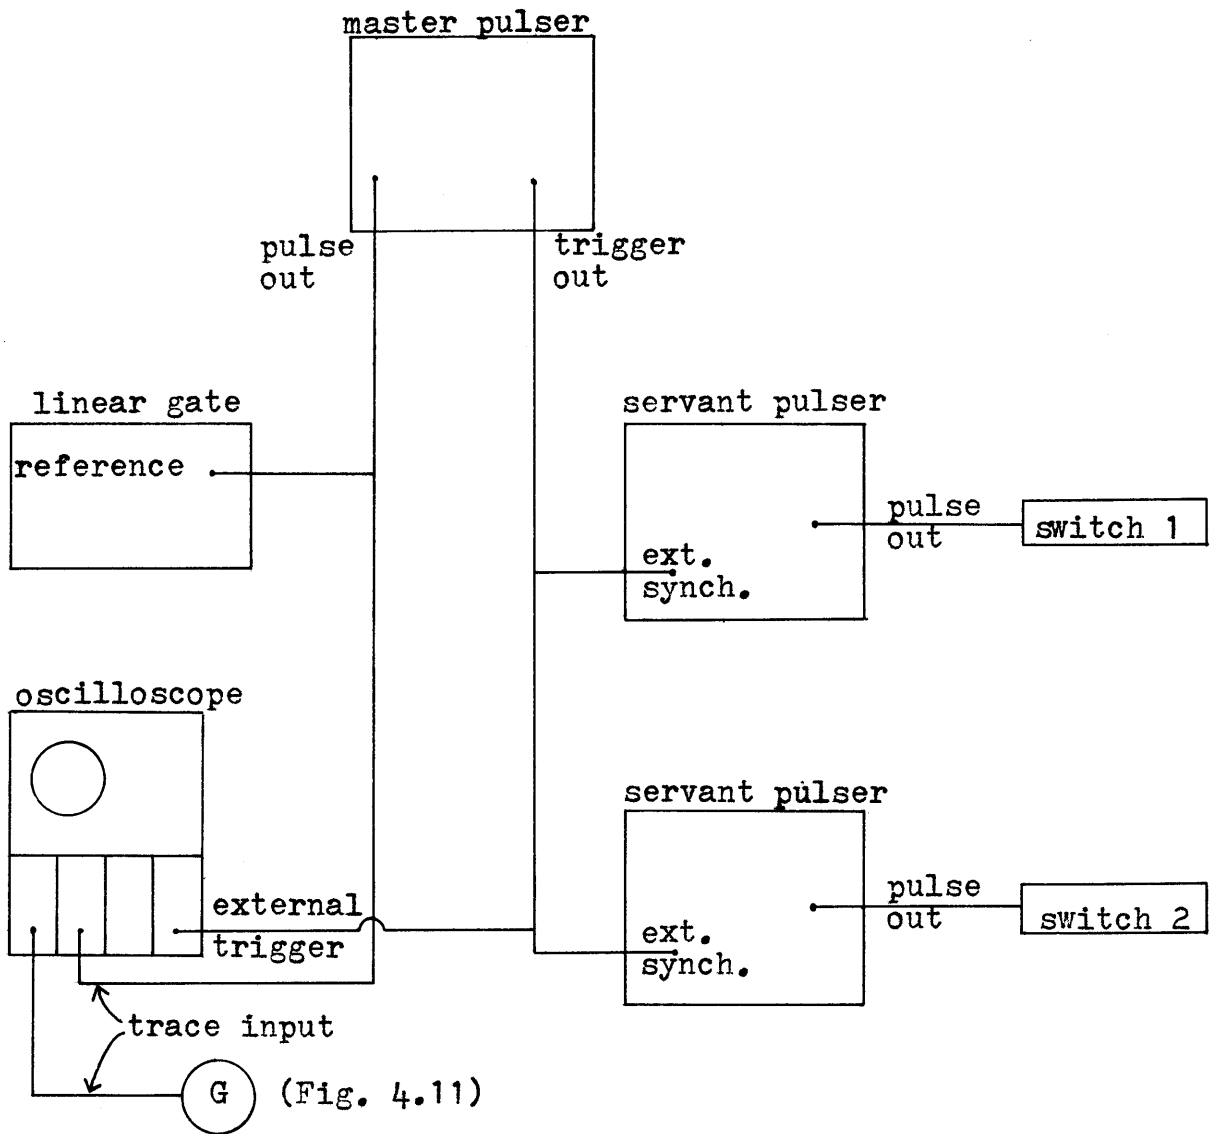 master pulser
pulse
out
trigger
out
linear gate
reference
servant pulser
ext.
synch.
pulse
out
switch 1
oscilloscope
external
trigger
servant pulser
ext.
synch.
pulse
out
switch 2
trace input
G (Fig. 4.11)